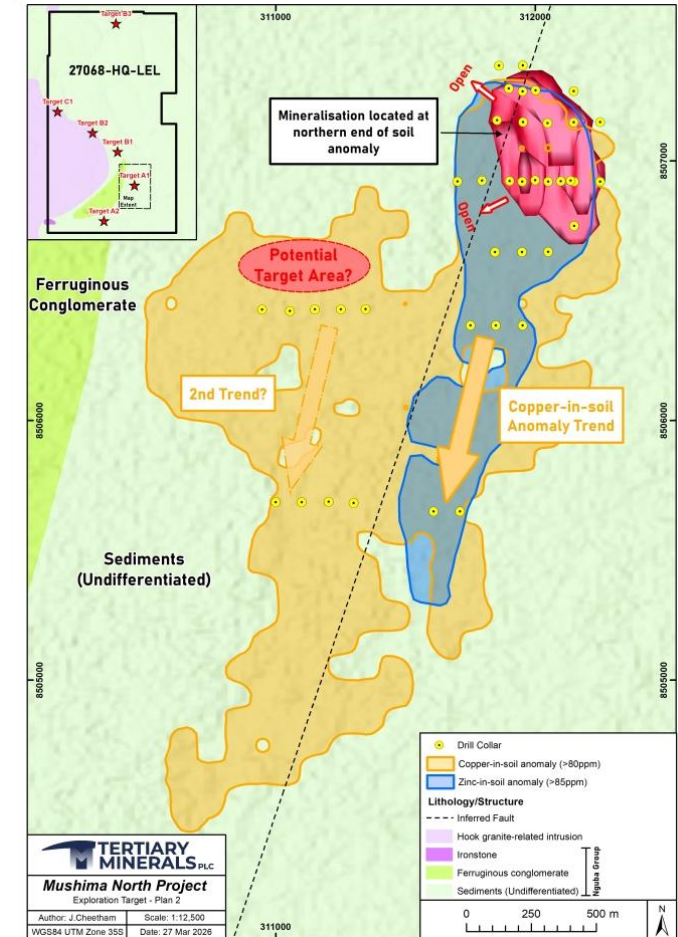 311000
312000
Target B3
27068-HQ-LEL
Target C1
Target B2
Target B1
Target A1
Map
Extent
Target A2
Open
Mineralisation located at
northern end of soil
anomaly
8507000
8507000
Open
Potential
Target Area?
Ferruginous
Conglomerate
2nd Trend?
Copper-in-soil
Anomaly Trend
8506000
8506000
Sediments
(Undifferentiated)
8505000
8505000
Drill Collar
Copper-in-soil anomaly (>80ppm)
Zinc-in-soil anomaly (>85ppm)
Lithology/Structure
Inferred Fault
Hook granite-related intrusion
Ironstone
Ferruginous conglomerate
Sediments (Undifferentiated)
Nguba Group
TERTIARY
MINERALS PLC
Mushima North Project
Exploration Target - Plan 2
Author: J.Cheetham
Scale: 1:12,500
WGS84 UTM Zone 35S
Date: 27 Mar 2026
311000
0 250 500 m
N